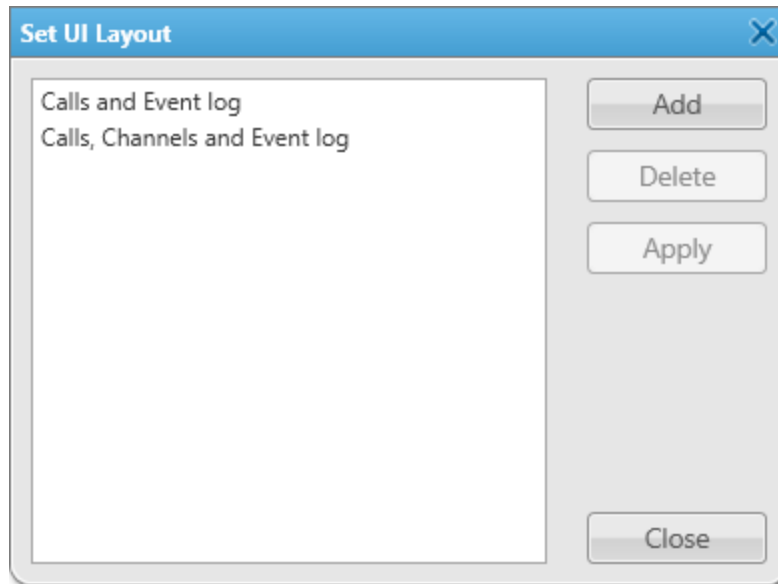 Set UI Layout
Calls and Event log
Calls, Channels and Event log
Add
Delete
Apply
Close